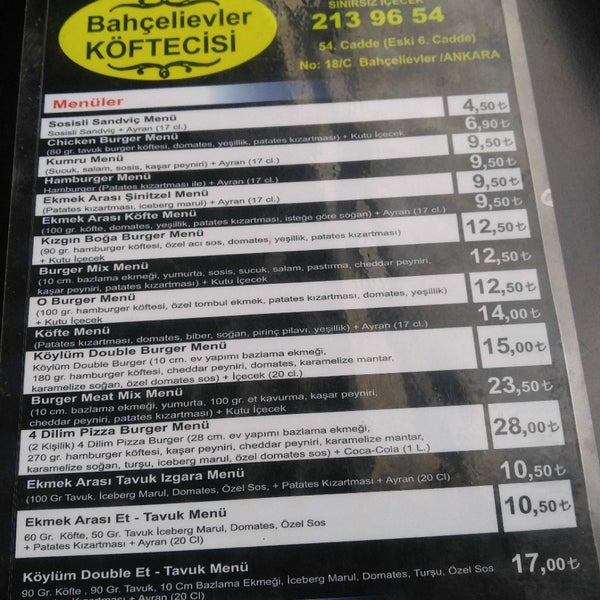 SINIRSIZ İÇECEK
Bahçelievler
KÖFTECİSİ
213 96 54
54. Cadde (Eski 6. Cadde)
No: 18/C Bahçelievler /ANKARA
Menüler
Sosisli Sandviç Menü 4,50 ₺
Sosisli Sandviç + Ayran (17 cl.)
Chicken Burger Menü 6,90 ₺
(80 gr. tavuk burger köftesi, domates, yeşillik, patates kızartması) + Kutu İçecek
Kumru Menü 9,50 ₺
(Sucuk, salam, sosis, kaşar peyniri) + Ayran (17 cl.)
Hamburger Menü 9,50 ₺
Hamburger (Patates kızartması ile) + Ayran (17 cl.)
Ekmek Arası Şinitzel Menü 9,50 ₺
(Patates kızartması, iceberg marul) + Ayran (17 cl.)
Ekmek Arası Köfte Menü 9,50 ₺
(100 gr. köfte, domates, yeşillik, patates kızartması, isteğe göre soğan) + Ayran (17 cl.)
Kızgın Boğa Burger Menü 12,50 ₺
(90 gr. hamburger köftesi, özel acı sos, domates, yeşillik, patates kızartması)
+ Kutu İçecek
Burger Mix Menü 12,50 ₺
(10 cm. bazlama ekmeği, yumurta, sosis, sucuk, salam, pastırma, cheddar peyniri,
kaşar peyniri, patates kızartması) + Kutu İçecek
O Burger Menü 12,50 ₺
(100 gr. hamburger köftesi, özel tombul ekmek, patates kızartması, domates, yeşillik)
+ Kutu İçecek
Köfte Menü 14,00 ₺
(Patates kızartması, domates, biber, soğan, pirinç pilavı, yeşillik) + Ayran (17 cl.)
Köylüm Double Burger Menü 15,00 ₺
Köylüm Double Burger (10 cm. ev yapımı bazlama ekmeği,
180 gr. hamburger köftesi, cheddar peyniri, domates, karamelize mantar,
karamelize soğan, özel domates sos) + İçecek (20 cl.)
Burger Meat Mix Menü 23,50 ₺
(10 cm. bazlama ekmeği, yumurta, 100 gr. et kavurma, kaşar peyniri,
cheddar peyniri, patates kızartması) + Kutu İçecek
4 Dilim Pizza Burger Menü 28,00 ₺
(2 Kişilik) 4 Dilim Pizza Burger (28 cm. ev yapımı bazlama ekmeği,
270 gr. hamburger köftesi, kaşar peyniri, cheddar peyniri, karamelize mantar,
karamelize soğan, turşu, iceberg marul, özel domates sos) + Coca-Cola (1 L.)
Ekmek Arası Tavuk Izgara Menü 10,50 ₺
(100 Gr Tavuk, İceberg Marul, Domates, Özel Sos, + Patates Kızartması + Ayran (20 Cl)
Ekmek Arası Et - Tavuk Menü 10,50 ₺
60 Gr. Köfte, 50 Gr. Tavuk İceberg Marul, Domates, Özel Sos
+ Patates Kızartması + Ayran (20 Cl)
Köylüm Double Et - Tavuk Menü 17,00 ₺
90 Gr. Köfte , 90 Gr. Tavuk, 10 Cm Bazlama Ekmeği, İceberg Marul, Domates, Turşu, Özel Sos
Kızartması + Ayran (20 Cl)